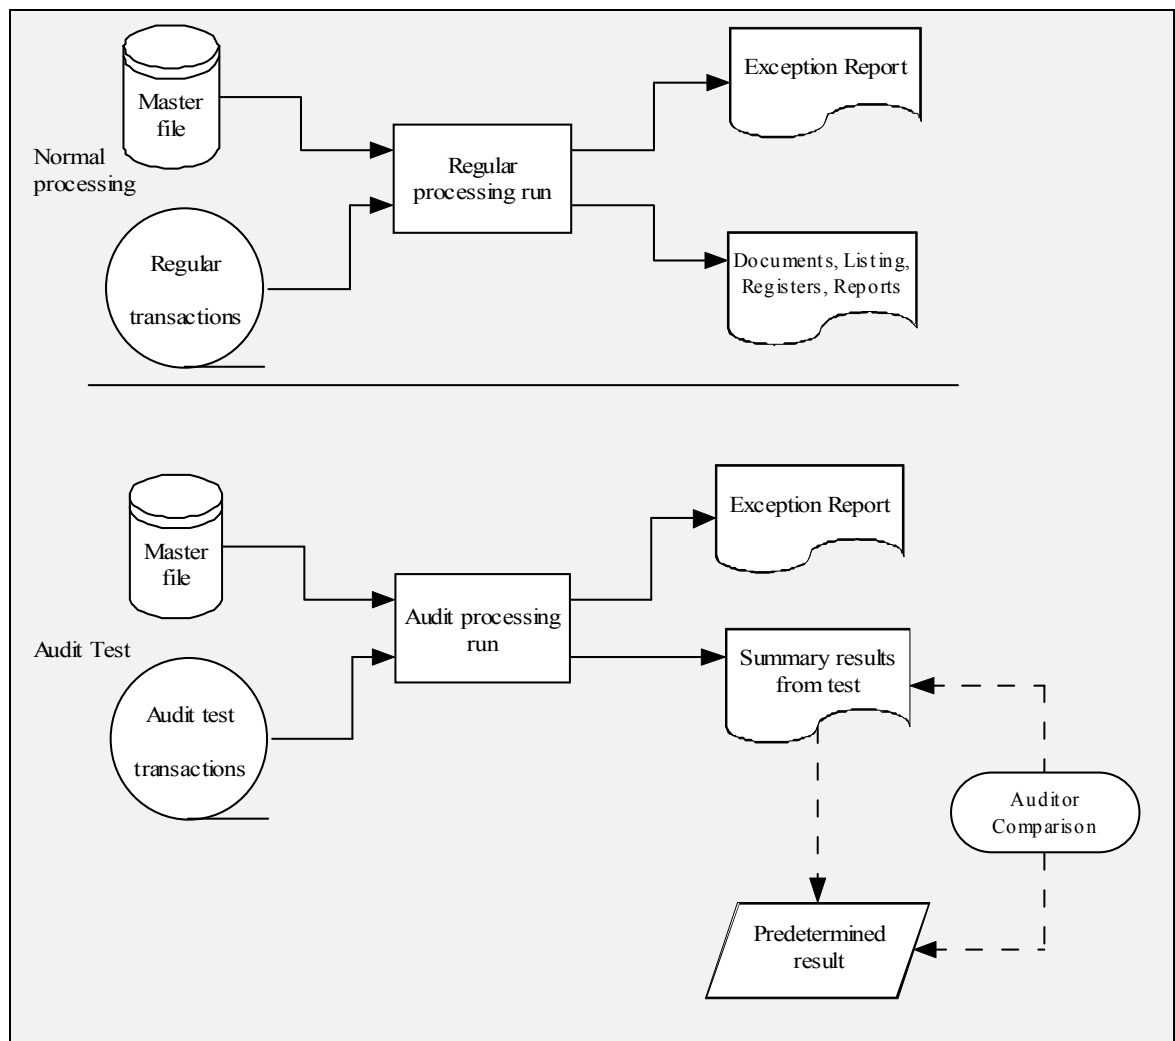 Exception Report
Master
file
Normal
processing
Regular
processing run
Regular
transactions
Documents, Listing,
Registers, Reports
Exception Report
Master
file
Audit processing
run
Audit Test
Summary results
from test
Audit test
transactions
Auditor
Comparison
Predetermined
result